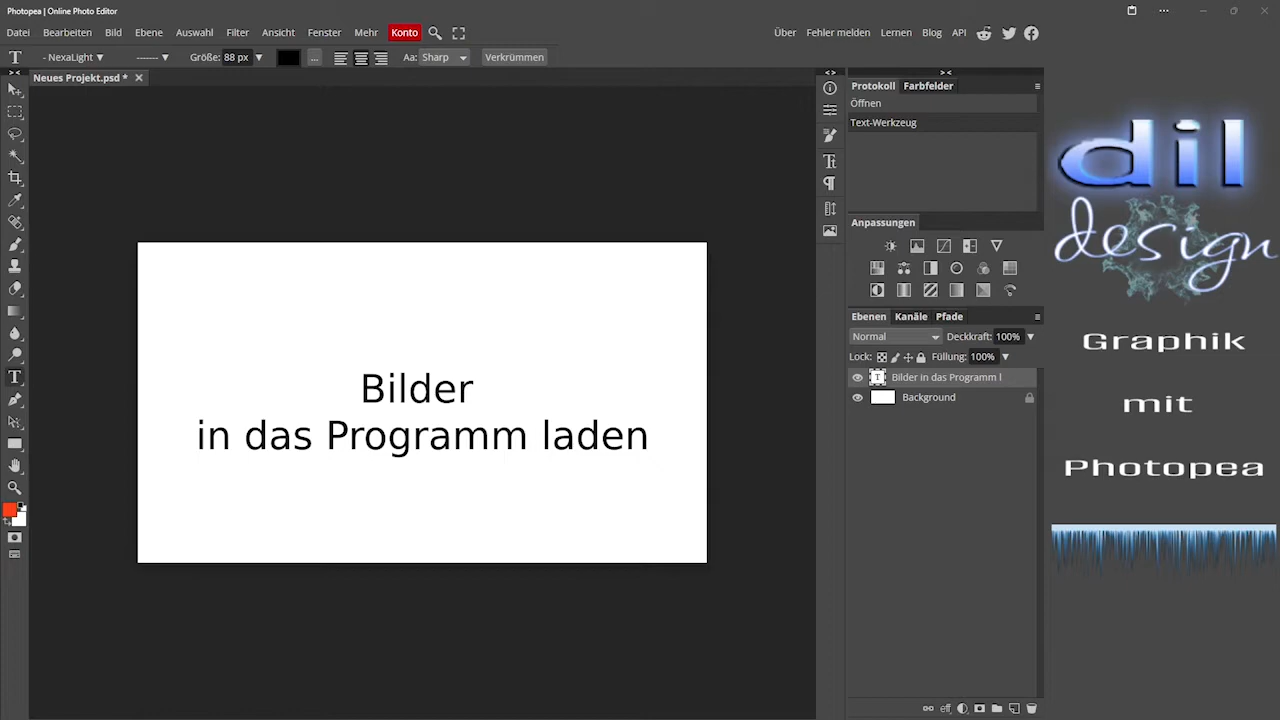 Photopea | Online Photo Editor
Datei Bearbeiten Bild Ebene Auswahl Filter Ansicht Fenster Mehr Konto Über Fehler melden Lernen Blog API
T - NexaLight Größe: 88 px ... Aa: Sharp Verkrümmen
Neues Projekt.psd *
Protokoll Farbfelder
Öffnen
Text-Werkzeug
Anpassungen
Ebenen Kanäle Pfade
Normal Deckkraft: 100%
Lock: Füllung: 100%
T Bilder in das Programm l
Background
Bilder
in das Programm laden
dil
design
Graphik
mit
Photopea